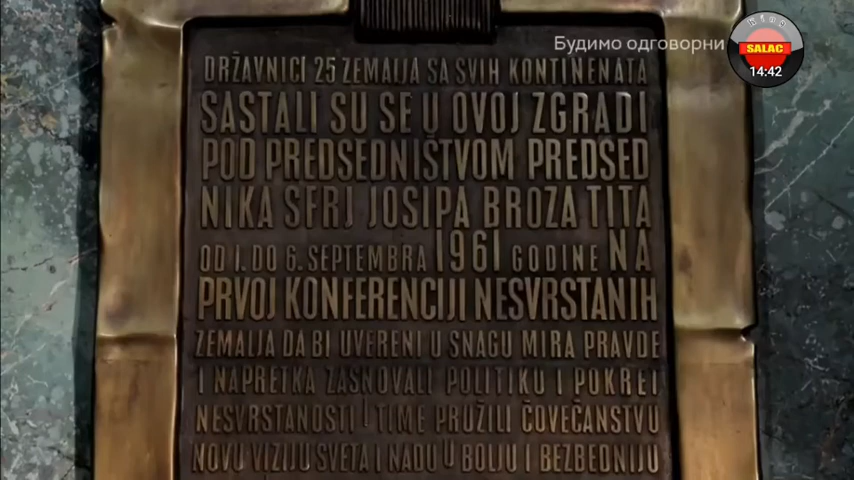 Будимо одговорни
kink
SALAC
14:42
DRŽAVNICI 25 ZEMALJA SA SVIH KONTINENATA
SASTALI SU SE U OVOJ ZGRADI
POD PREDSEDNIŠTVOM PREDSED
NIKA SFRJ JOSIPA BROZA TITA
OD 1. DO 6. SEPTEMBRA 1961 GODINE NA
PRVOJ KONFERENCIJI NESVRSTANIH
ZEMALJA DA BI UVERENI U SNAGU MIRA PRAVDE
I NAPRETKA ZASNOVALI POLITIKU I POKRET
NESVRSTANOSTI I TIME PRUŽILI ČOVEČANSTVU
NOVU VIZIJU SVETA I NADU U BOLJU I BEZBEDNIJU